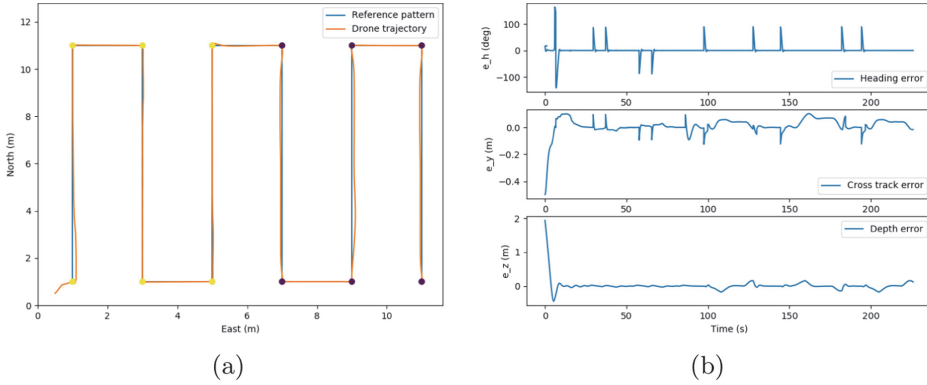 12
10
8
6
4
2
0
North (m)
0 2 4 6 8 10
East (m)
Reference pattern
Drone trajectory
(a)
100
0
−100
e_h (deg)
Heading error
0 50 100 150 200
0.0
−0.2
−0.4
e_y (m)
Cross track error
0 50 100 150 200
2
1
0
e_z (m)
Depth error
0 50 100 150 200
Time (s)
(b)